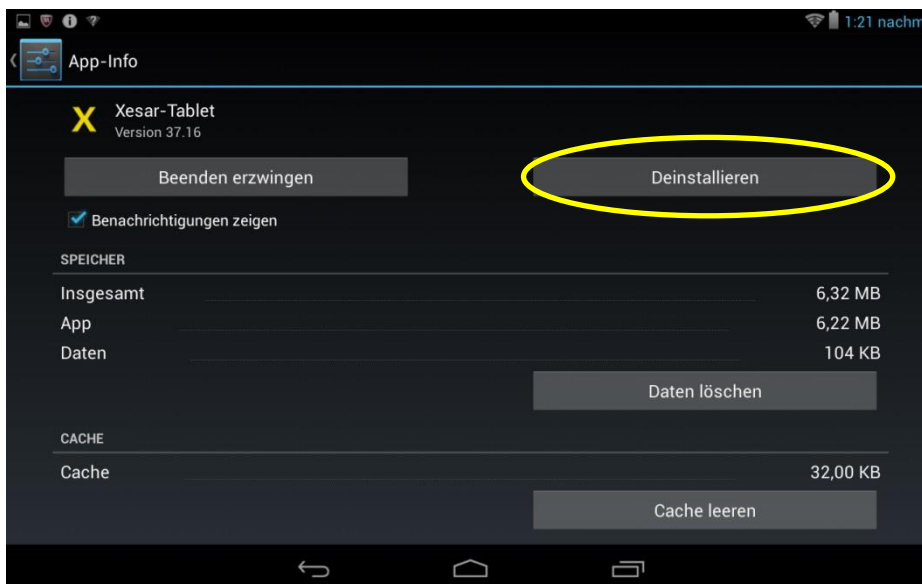 1:21 nachm
App-Info
X
Xesar-Tablet
Version 37.16
Beenden erzwingen
Deinstallieren
Benachrichtigungen zeigen
SPEICHER
Insgesamt 6,32 MB
App 6,22 MB
Daten 104 KB
Daten löschen
CACHE
Cache 32,00 KB
Cache leeren